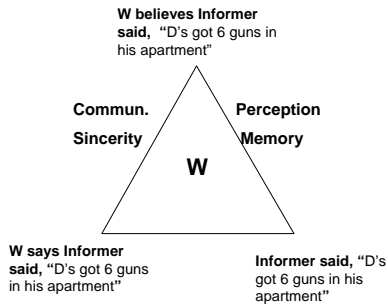 W believes Informer
said, “D’s got 6 guns in
his apartment”
Commun.
Sincerity
Perception
Memory
W
W says Informer
said, “D’s got 6 guns
in his apartment”
Informer said, “D’s
got 6 guns in his
apartment”